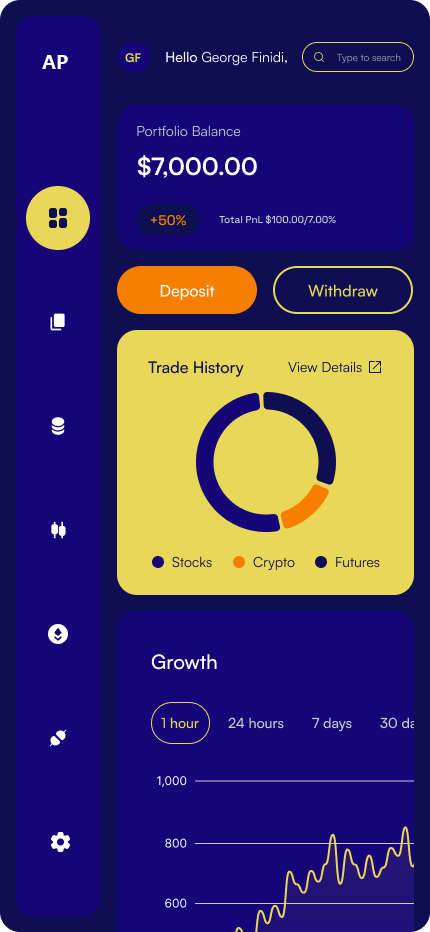 AP
GF
Hello George Finidi,
Type to search
Portfolio Balance
$7,000.00
+50%
Total PnL $100.00/7.00%
Deposit
Withdraw
Trade History
View Details
Stocks
Crypto
Futures
Growth
1 hour
24 hours
7 days
30 da
1,000
800
600